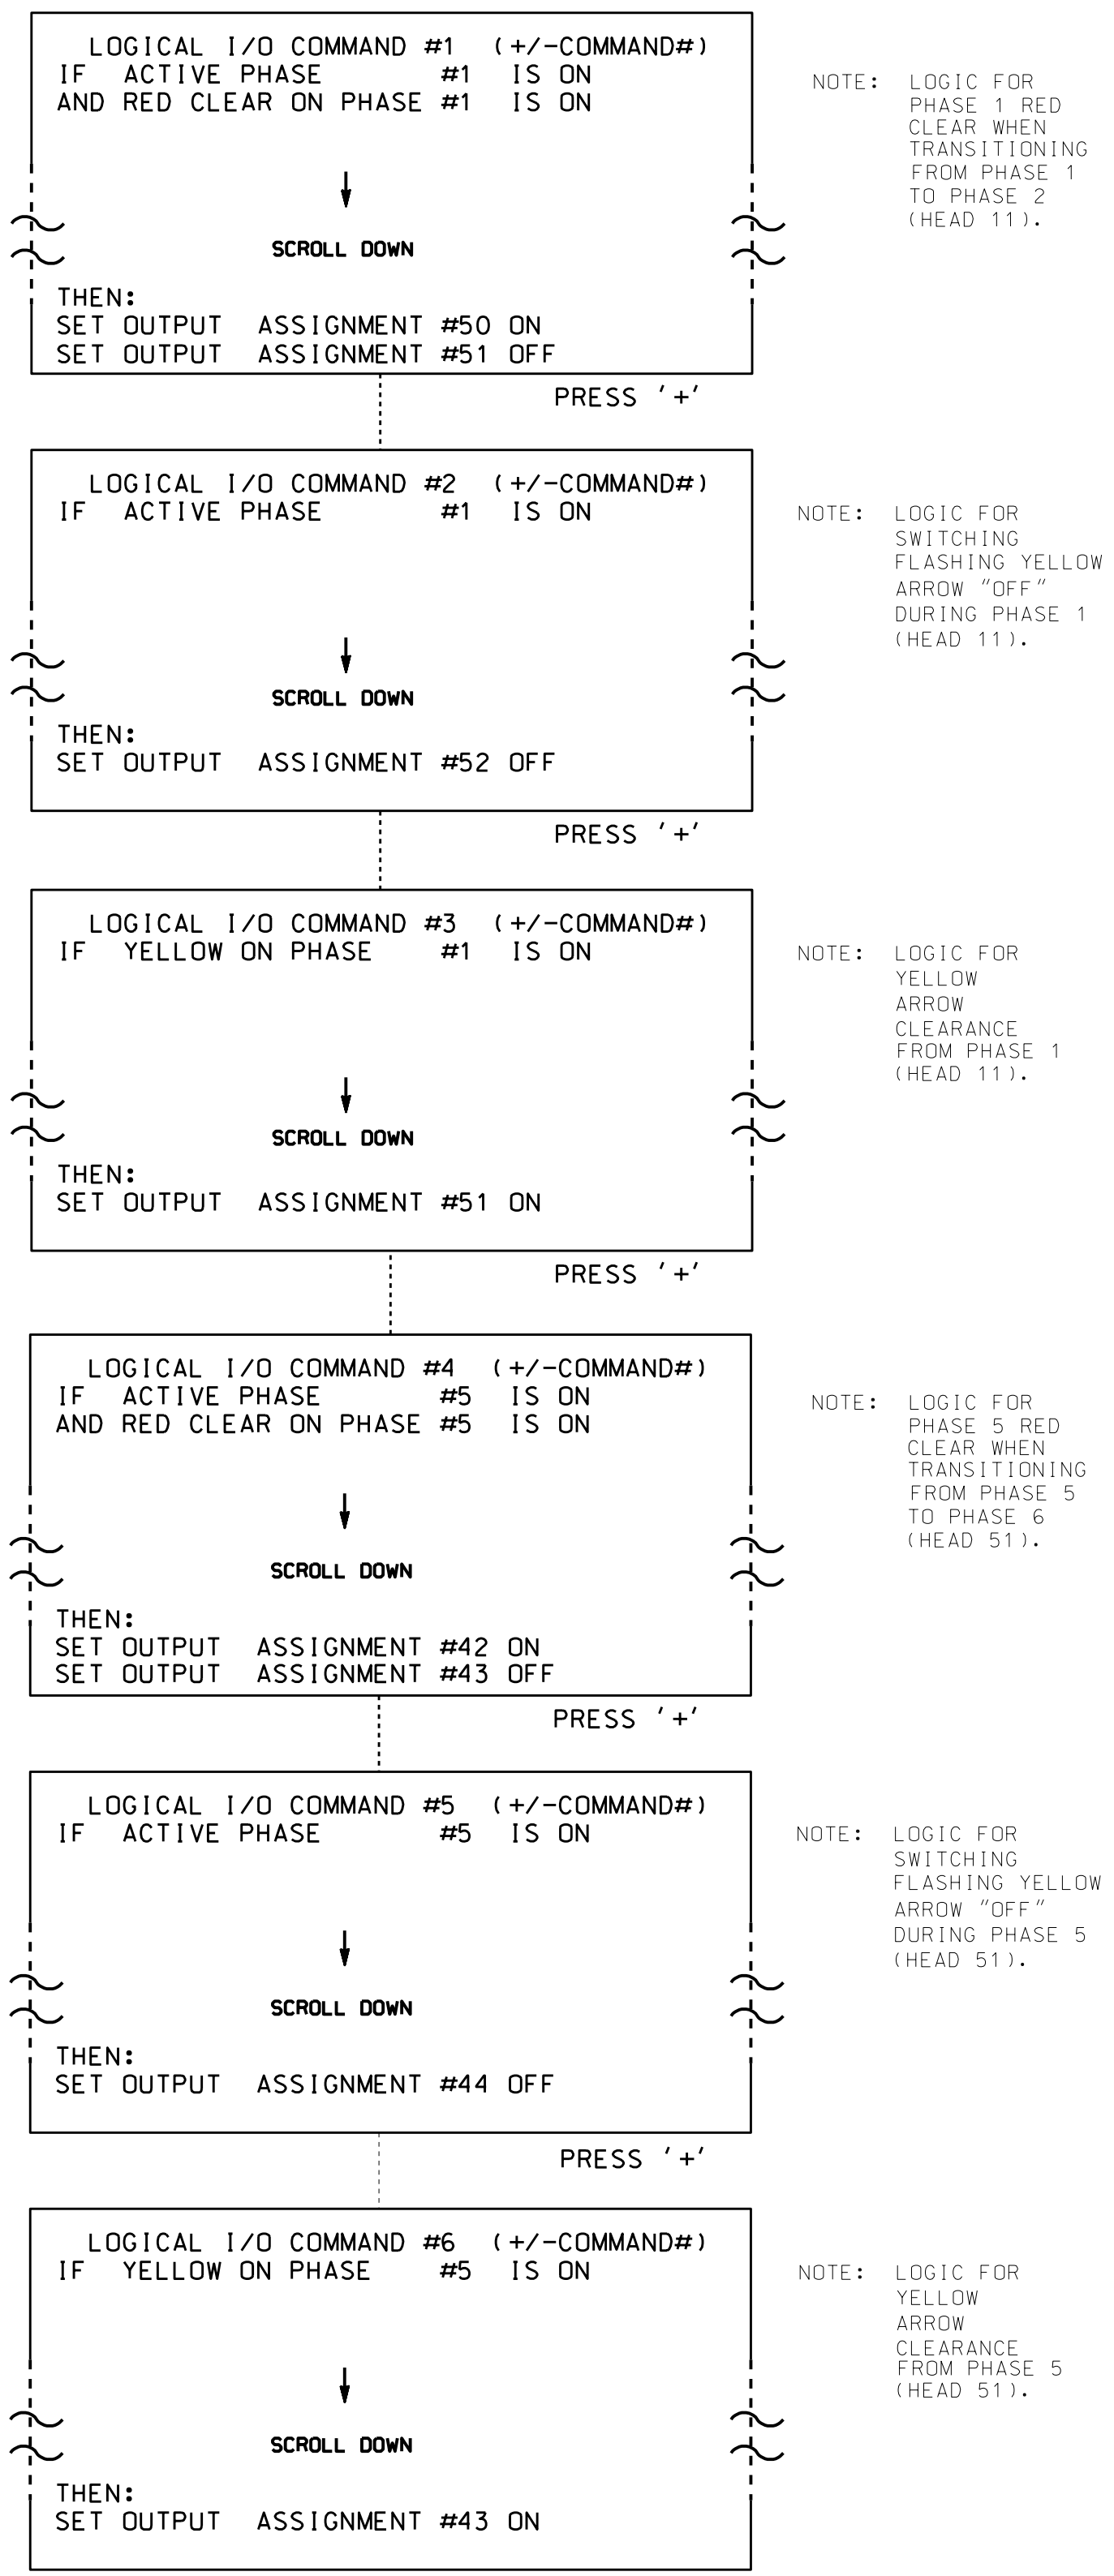 LOGICAL I/O COMMAND #1 (+/-COMMAND#)
IF ACTIVE PHASE #1 IS ON
AND RED CLEAR ON PHASE #1 IS ON
SCROLL DOWN
THEN:
SET OUTPUT ASSIGNMENT #50 ON
SET OUTPUT ASSIGNMENT #51 OFF
NOTE: LOGIC FOR
PHASE 1 RED
CLEAR WHEN
TRANSITIONING
FROM PHASE 1
TO PHASE 2
(HEAD 11).
PRESS '+'
LOGICAL I/O COMMAND #2 (+/-COMMAND#)
IF ACTIVE PHASE #1 IS ON
SCROLL DOWN
THEN:
SET OUTPUT ASSIGNMENT #52 OFF
NOTE: LOGIC FOR
SWITCHING
FLASHING YELLOW
ARROW "OFF"
DURING PHASE 1
(HEAD 11).
PRESS '+'
LOGICAL I/O COMMAND #3 (+/-COMMAND#)
IF YELLOW ON PHASE #1 IS ON
SCROLL DOWN
THEN:
SET OUTPUT ASSIGNMENT #51 ON
NOTE: LOGIC FOR
YELLOW
ARROW
CLEARANCE
FROM PHASE 1
(HEAD 11).
PRESS '+'
LOGICAL I/O COMMAND #4 (+/-COMMAND#)
IF ACTIVE PHASE #5 IS ON
AND RED CLEAR ON PHASE #5 IS ON
SCROLL DOWN
THEN:
SET OUTPUT ASSIGNMENT #42 ON
SET OUTPUT ASSIGNMENT #43 OFF
NOTE: LOGIC FOR
PHASE 5 RED
CLEAR WHEN
TRANSITIONING
FROM PHASE 5
TO PHASE 6
(HEAD 51).
PRESS '+'
LOGICAL I/O COMMAND #5 (+/-COMMAND#)
IF ACTIVE PHASE #5 IS ON
SCROLL DOWN
THEN:
SET OUTPUT ASSIGNMENT #44 OFF
NOTE: LOGIC FOR
SWITCHING
FLASHING YELLOW
ARROW "OFF"
DURING PHASE 5
(HEAD 51).
PRESS '+'
LOGICAL I/O COMMAND #6 (+/-COMMAND#)
IF YELLOW ON PHASE #5 IS ON
SCROLL DOWN
THEN:
SET OUTPUT ASSIGNMENT #43 ON
NOTE: LOGIC FOR
YELLOW
ARROW
CLEARANCE
FROM PHASE 5
(HEAD 51).